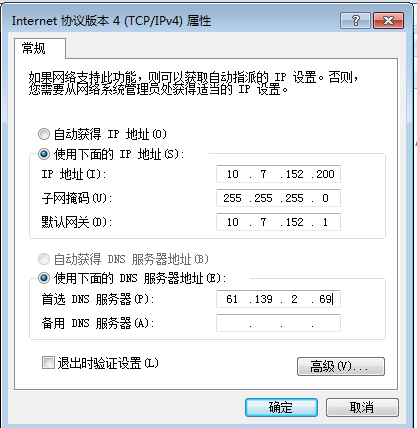 Internet 协议版本 4 (TCP/IPv4) 属性
常规
如果网络支持此功能，则可以获取自动指派的 IP 设置。否则，
您需要从网络系统管理员处获得适当的 IP 设置。
自动获得 IP 地址(O)
使用下面的 IP 地址(S):
IP 地址(I): 10 . 7 .152 .200
子网掩码(U): 255 .255 .255 . 0
默认网关(D): 10 . 7 .152 . 1
自动获得 DNS 服务器地址(B)
使用下面的 DNS 服务器地址(E):
首选 DNS 服务器(P): 61 .139 . 2 . 69
备用 DNS 服务器(A): . . .
退出时验证设置(L)
高级(V)...
确定 取消